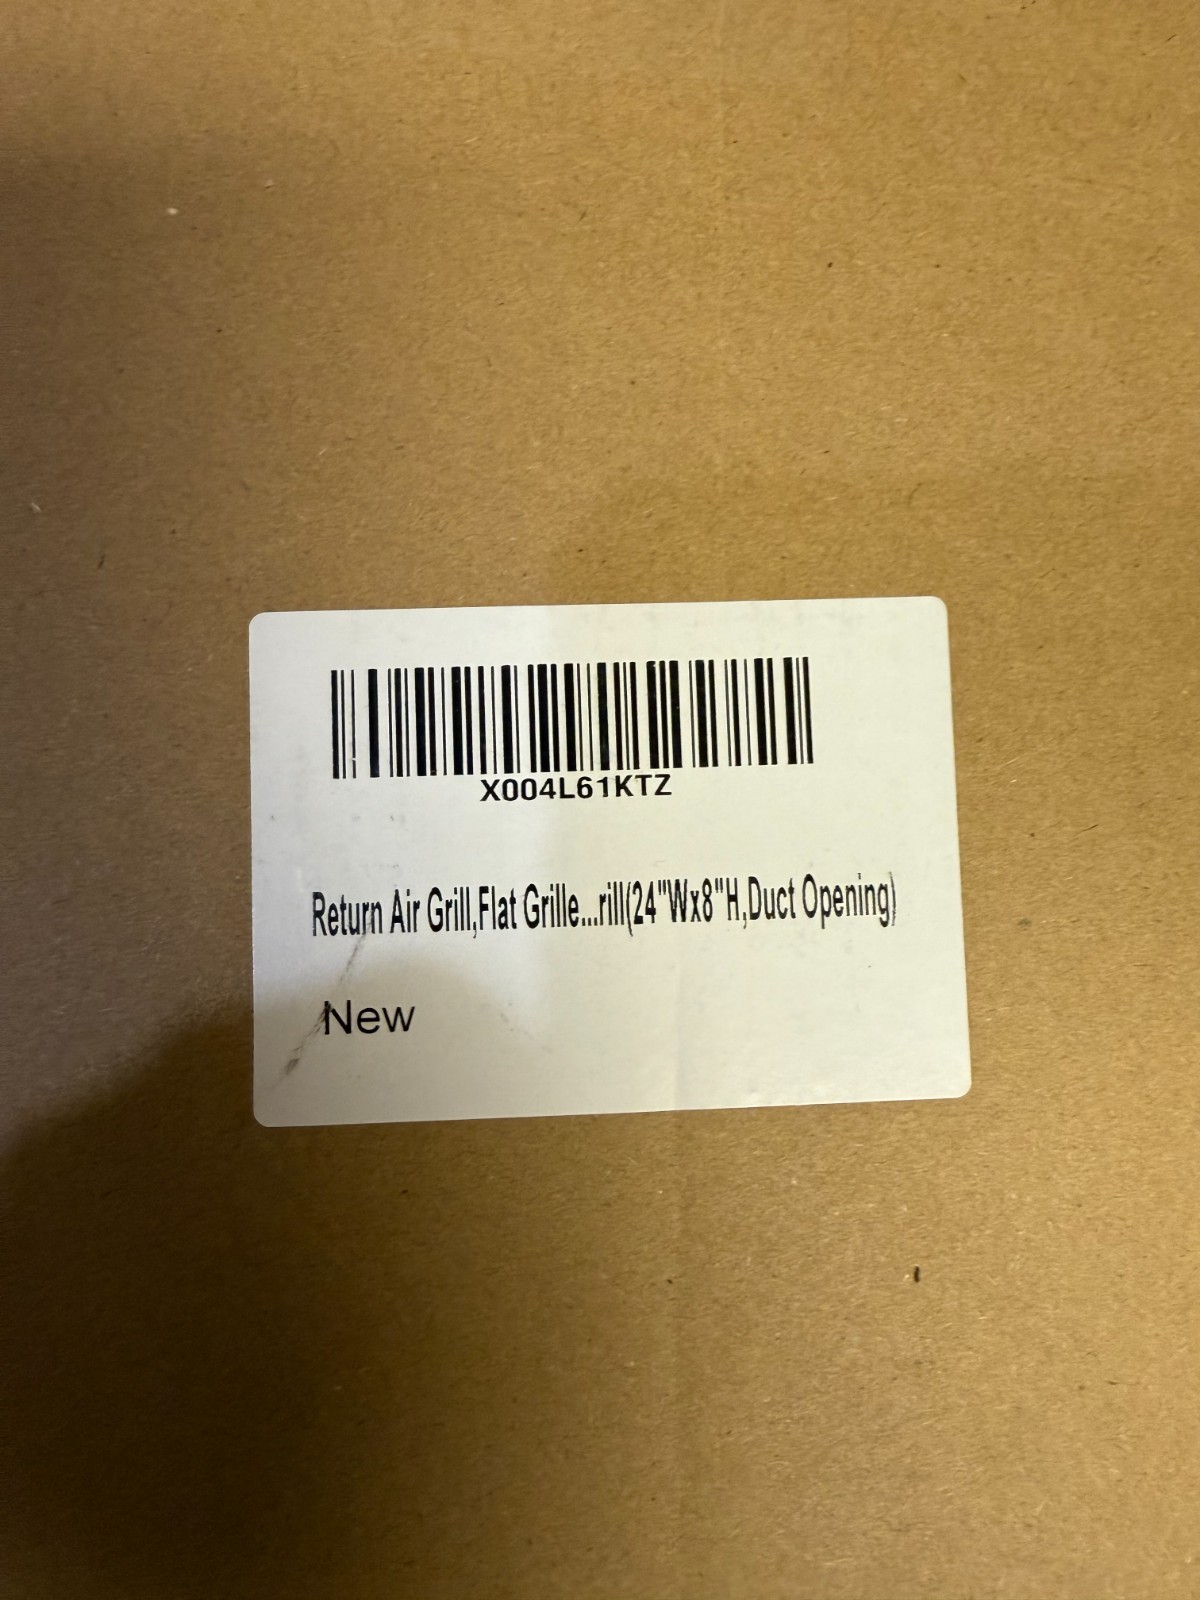 X004L61KTZ
Return Air Grill,Flat Grille...rill(24"Wx8"H,Duct Opening)
New